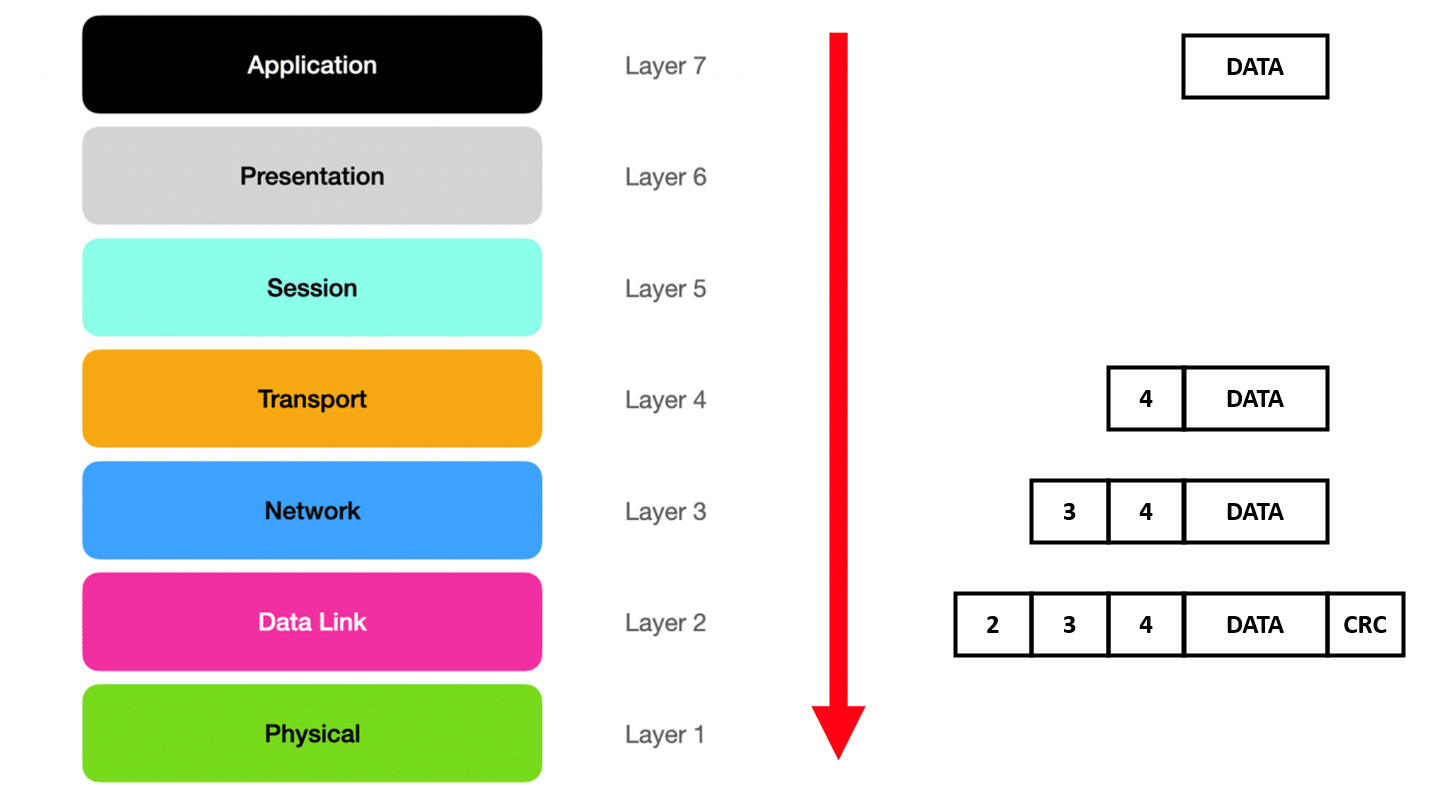 Application Layer 7 DATA
Presentation Layer 6
Session Layer 5
Transport Layer 4 4 DATA
Network Layer 3 3 4 DATA
Data Link Layer 2 2 3 4 DATA CRC
Physical Layer 1